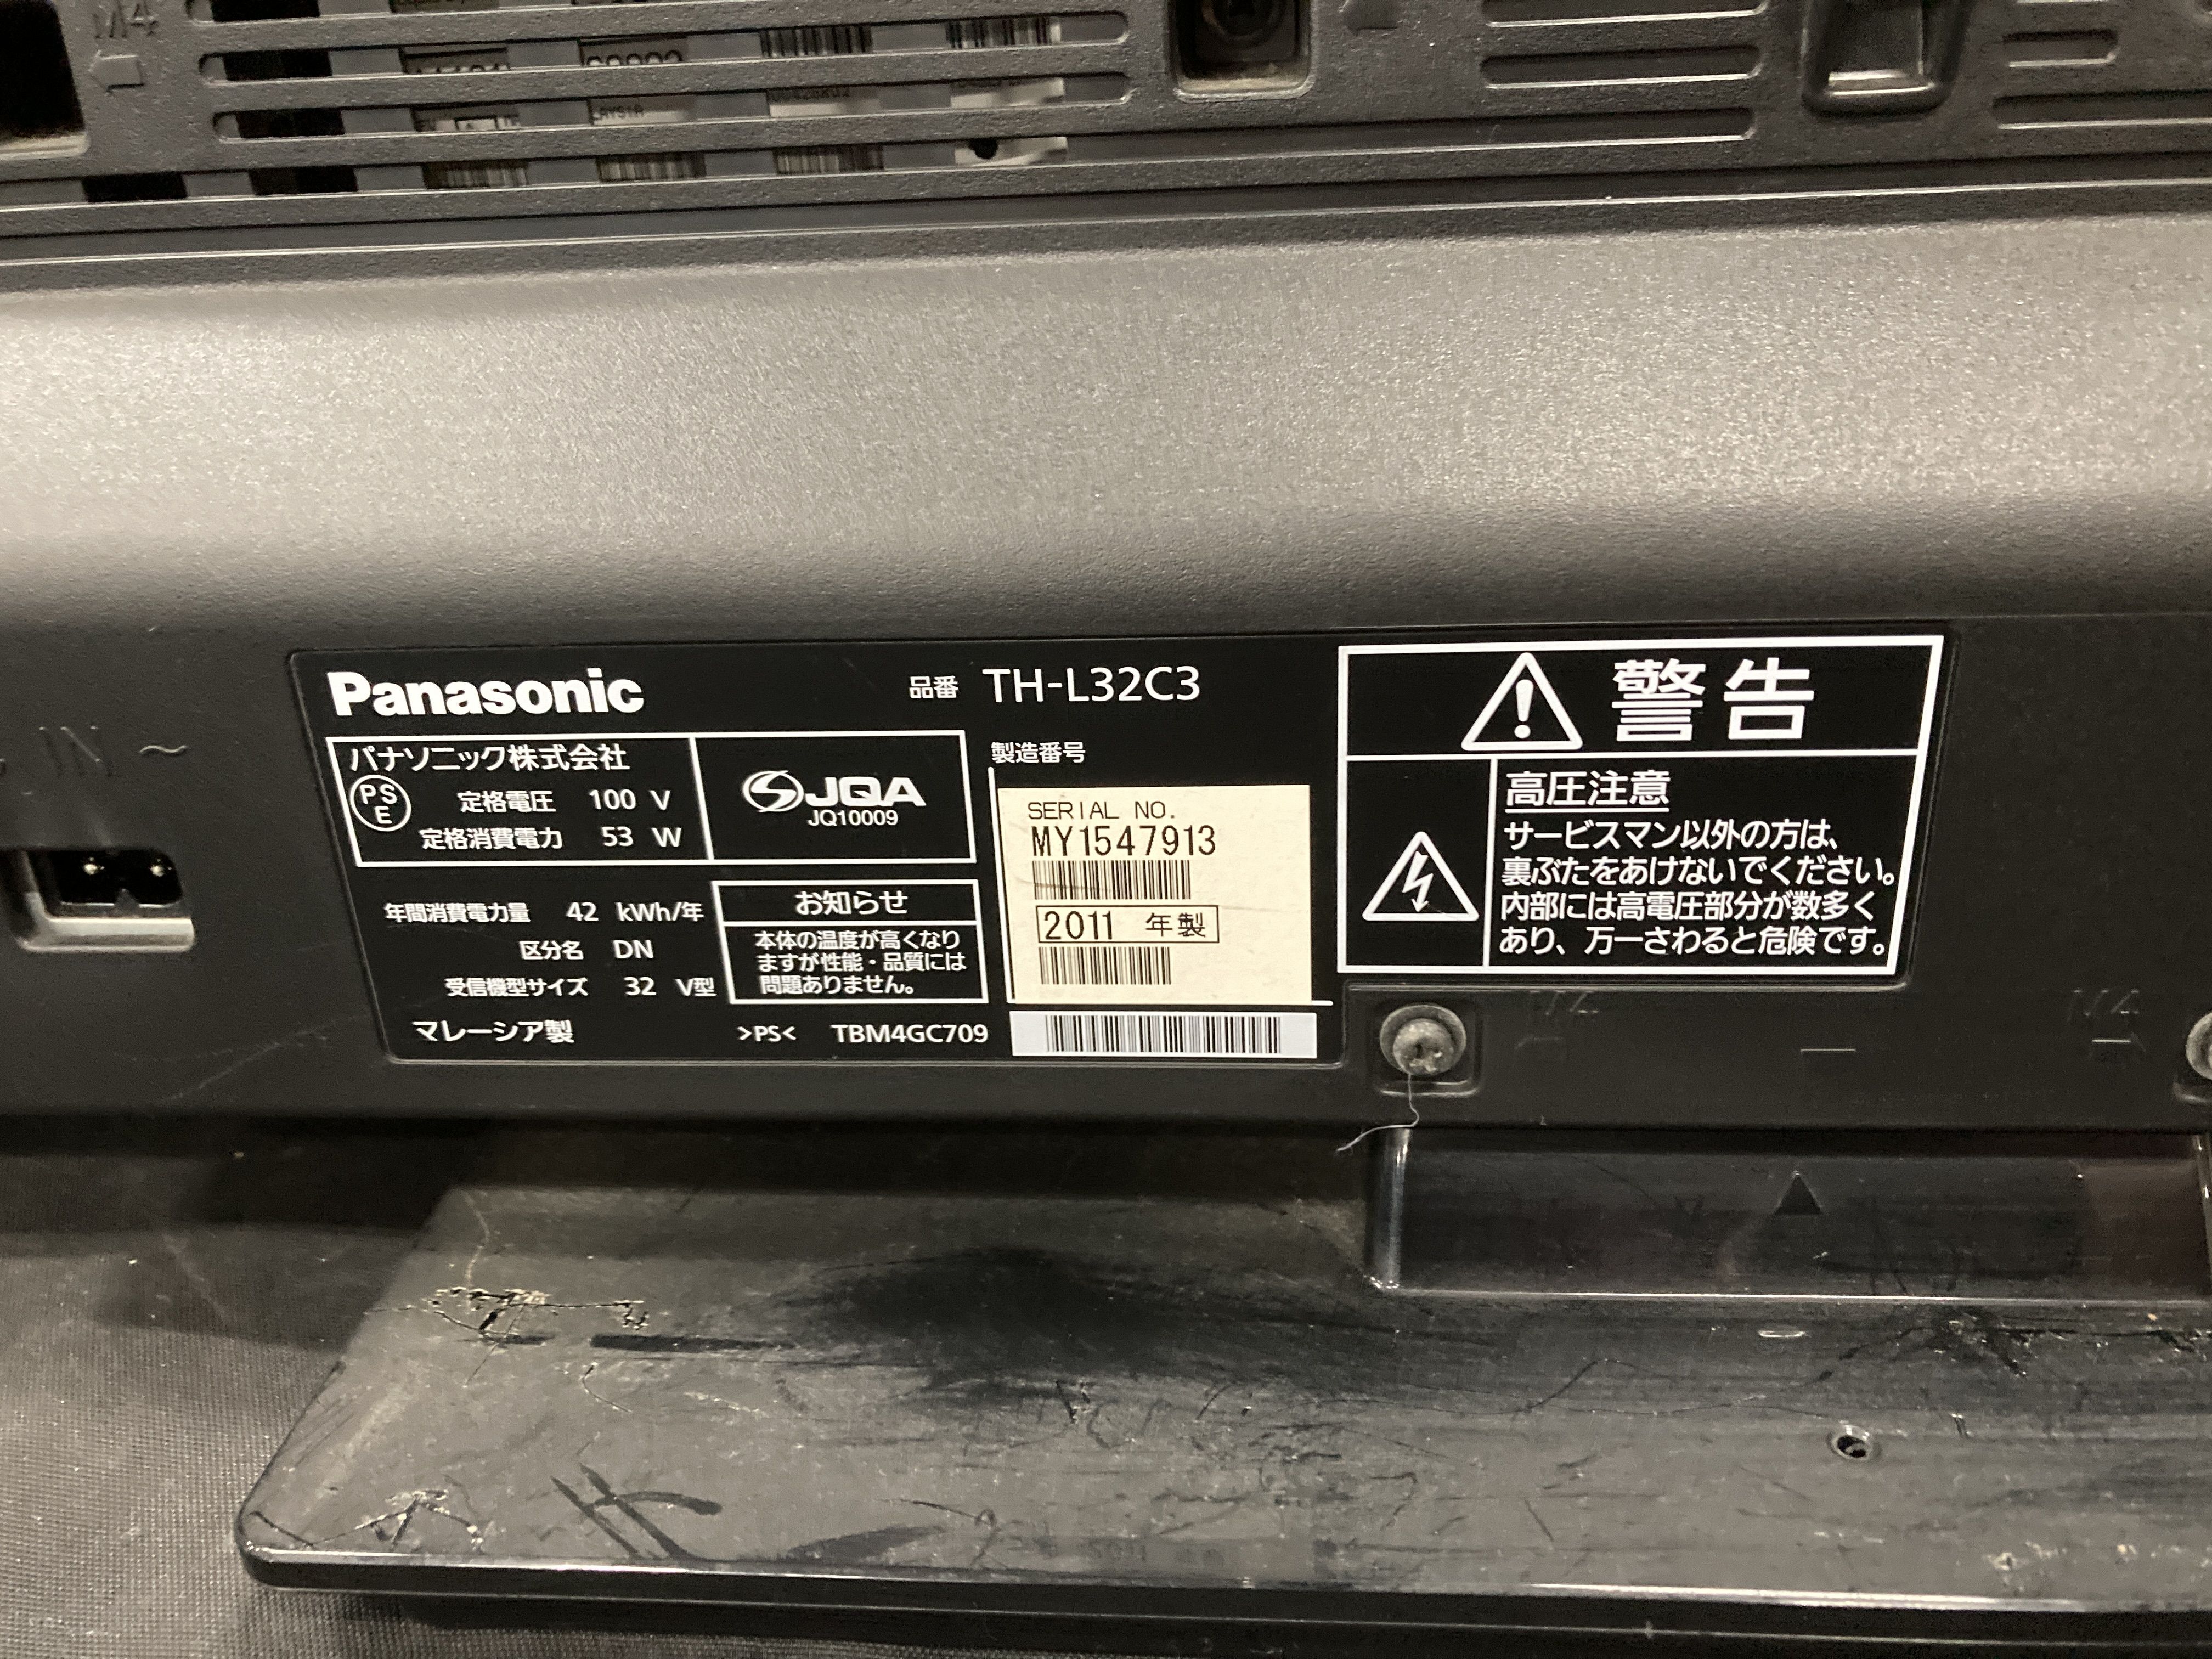 M4
Panasonic
品番 TH-L32C3
パナソニック株式会社
PS
E
定格電圧 100 V
定格消費電力 53 W
JQA
JQ10009
年間消費電力量 42 kWh/年
区分名 DN
受信機型サイズ 32 V型
マレーシア製
お知らせ
本体の温度が高くなり
ますが性能・品質には
問題ありません。
>PS< TBM4GC709
製造番号
SERIAL NO.
MY1547913
2011 年製
警告
高圧注意
サービスマン以外の方は、
裏ぶたをあけないでください。
内部には高電圧部分が数多く
あり、万一さわると危険です。
IN ~
M4
M4